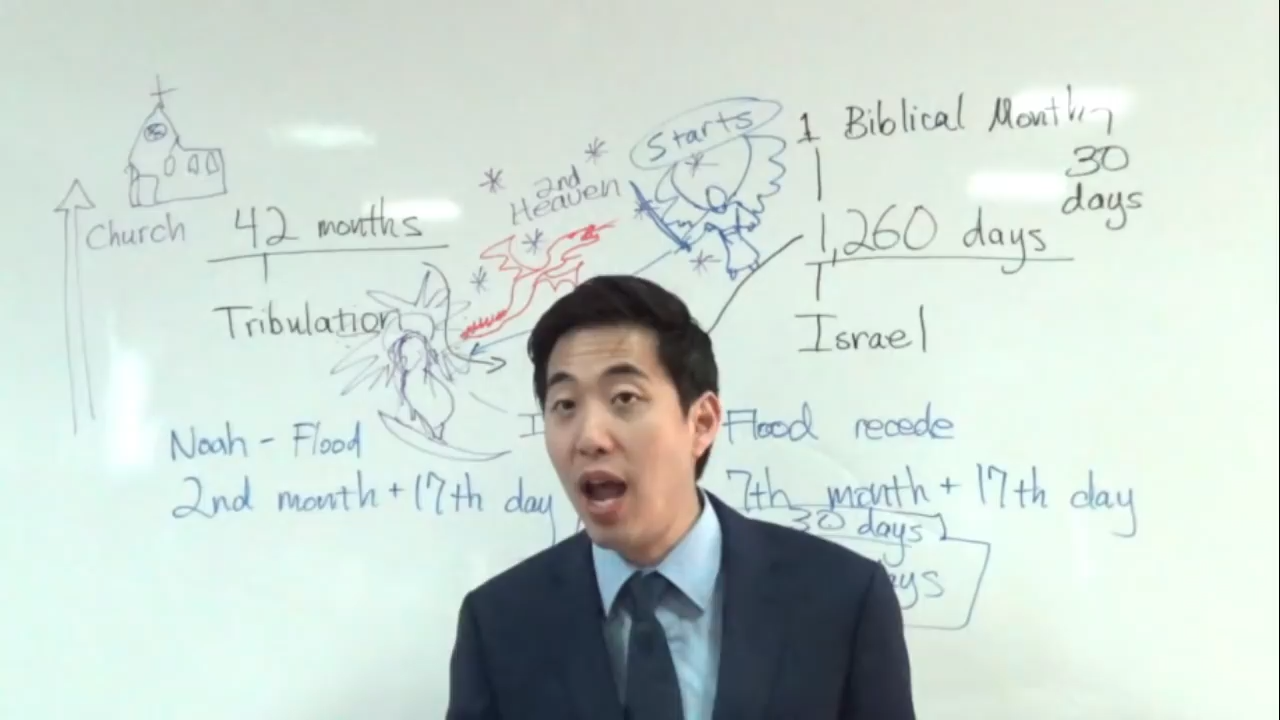 Starts
1 Biblical Month
30
days
2nd
Heaven
Church
42 months
1,260 days
Tribulation
Israel
Noah - Flood
Flood recede
2nd month + 17th day
7th month + 17th day
30 days